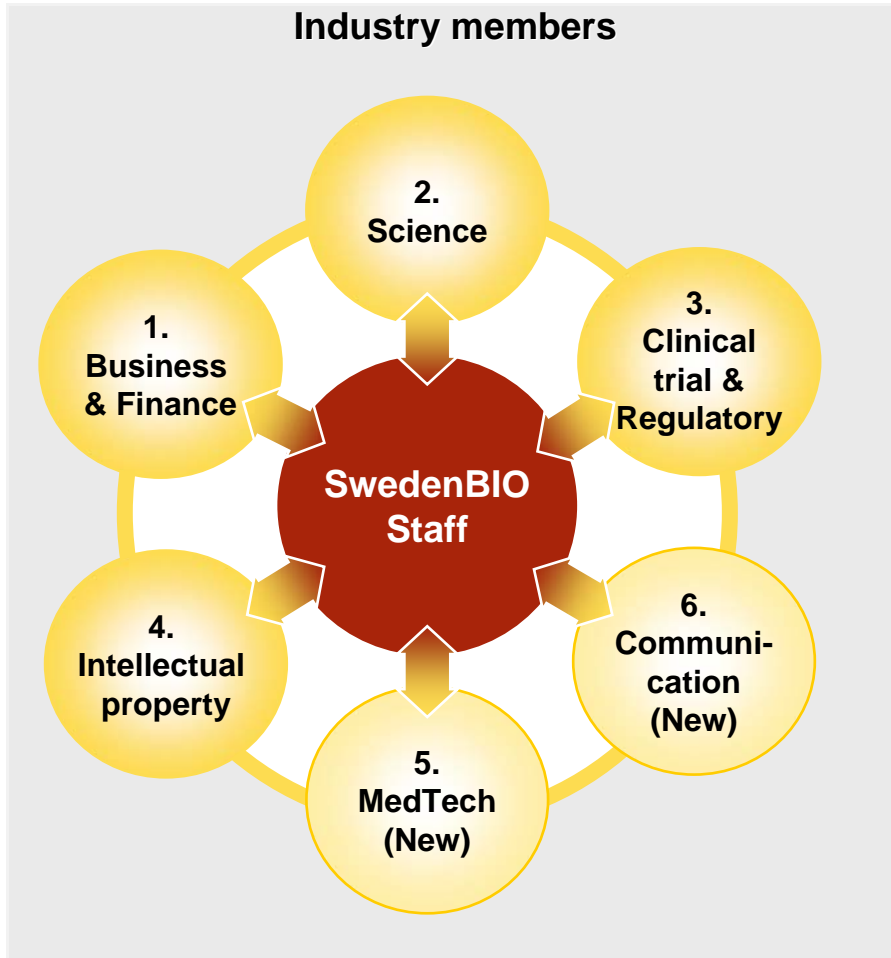 Industry members
2.
Science
1.
Business
& Finance
3.
Clinical
trial &
Regulatory
SwedenBIO
Staff
4.
Intellectual
property
6.
Communi-
cation
(New)
5.
MedTech
(New)